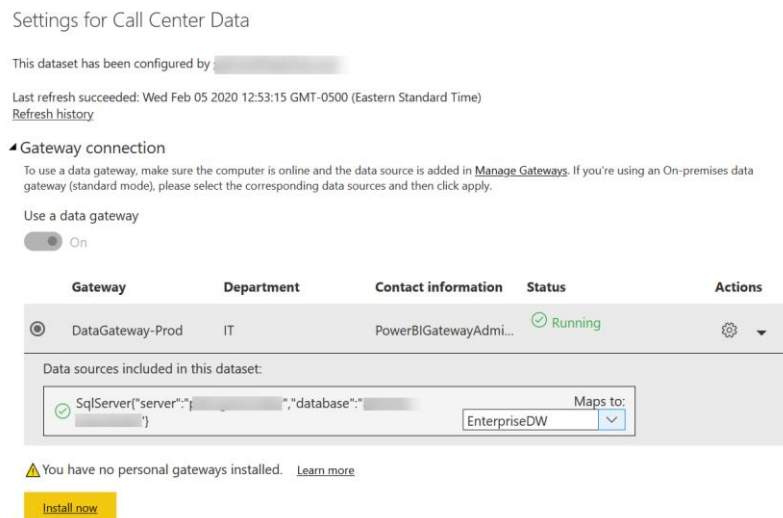 Settings for Call Center Data
This dataset has been configured by
Last refresh succeeded: Wed Feb 05 2020 12:53:15 GMT-0500 (Eastern Standard Time)
Refresh history
Gateway connection
To use a data gateway, make sure the computer is online and the data source is added in Manage Gateways. If you're using an On-premises data
gateway (standard mode), please select the corresponding data sources and then click apply.
Use a data gateway
On
Gateway Department Contact information Status Actions
DataGateway-Prod IT PowerBIGatewayAdmi... Running
Data sources included in this dataset:
SqlServer{"server":"p ","database":" Maps to:
"} EnterpriseDW
You have no personal gateways installed. Learn more
Install now